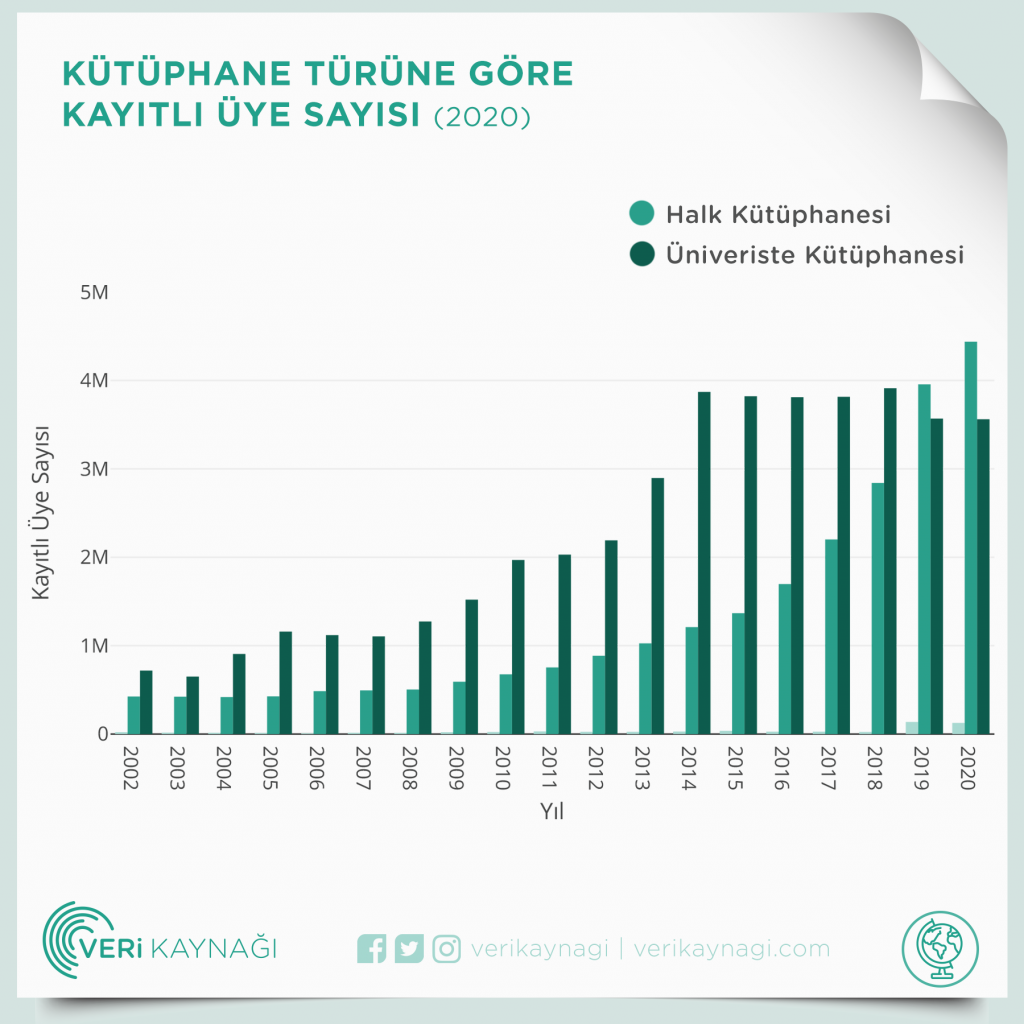 KÜTÜPHANE TÜRÜNE GÖRE
KAYITLI ÜYE SAYISI (2020)
Halk Kütüphanesi
Üniveriste Kütüphanesi
5M
4M
3M
2M
1M
0
Kayıtlı Üye Sayısı
2002 2003 2004 2005 2006 2007 2008 2009 2010 2011 2012 2013 2014 2015 2016 2017 2018 2019 2020
Yıl
VERİ KAYNAĞI
verikaynagi | verikaynagi.com